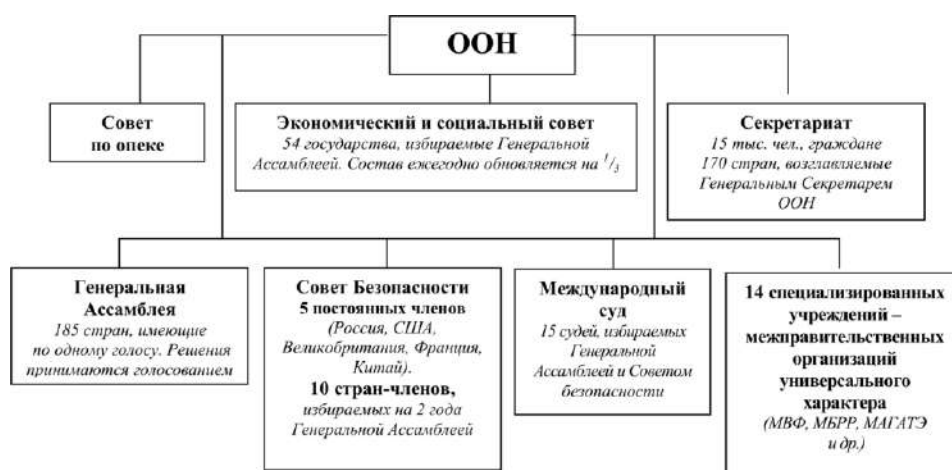 ООН
Совет
по опеке
Экономический и социальный совет
54 государства, избираемые Генеральной
Ассамблеей. Состав ежегодно обновляется на 1/3
Секретариат
15 тыс. чел., граждане
170 стран, возглавляемые
Генеральным Секретарем
ООН
Генеральная
Ассамблея
185 стран, имеющие
по одному голосу. Решения
принимаются голосованием
Совет Безопасности
5 постоянных членов
(Россия, США,
Великобритания, Франция,
Китай).
10 стран-членов,
избираемых на 2 года
Генеральной Ассамблеей
Международный
суд
15 судей, избираемых
Генеральной
Ассамблеей и Советом
безопасности
14 специализированных
учреждений –
межправительственных
организаций
универсального
характера
(МВФ, МБРР, МАГАТЭ
и др.)